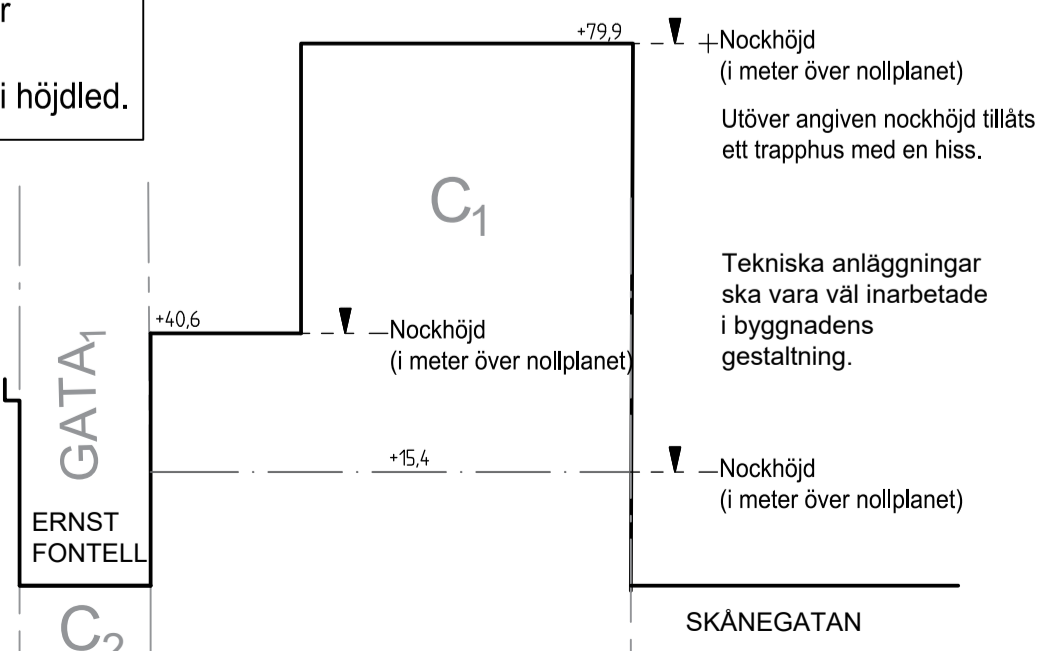 r
i höjdled.
+79,9
Nockhöjd
(i meter över nollplanet)
Utöver angiven nockhöjd tillåts
ett trapphus med en hiss.
C1
Tekniska anläggningar
ska vara väl inarbetade
i byggnadens
gestaltning.
+40,6
Nockhöjd
(i meter över nollplanet)
GATA1
+15,4
Nockhöjd
(i meter över nollplanet)
ERNST
FONTELL
C2
SKÅNEGATAN